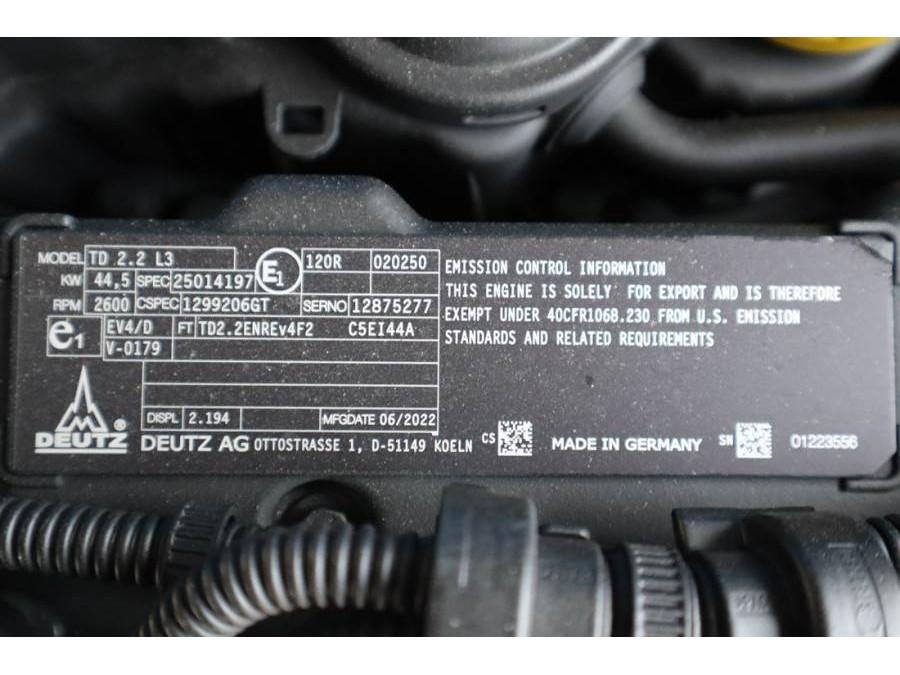 MODEL TD 2.2 L3 E1 120R 020250
KW 44,5 SPEC 25014197
RPM 2600 CSPEC 1299206GT SERNO 12875277
e1 EV4/D FT TD2.2ENREv4F2 C5EI44A
V-0179
DISPL 2.194 MFGDATE 06/2022
EMISSION CONTROL INFORMATION
THIS ENGINE IS SOLELY FOR EXPORT AND IS THEREFORE
EXEMPT UNDER 40CFR1068.230 FROM U.S. EMISSION
STANDARDS AND RELATED REQUIREMENTS
DEUTZ® DEUTZ AG OTTOSTRASSE 1, D-51149 KOELN CS MADE IN GERMANY SN 01223556